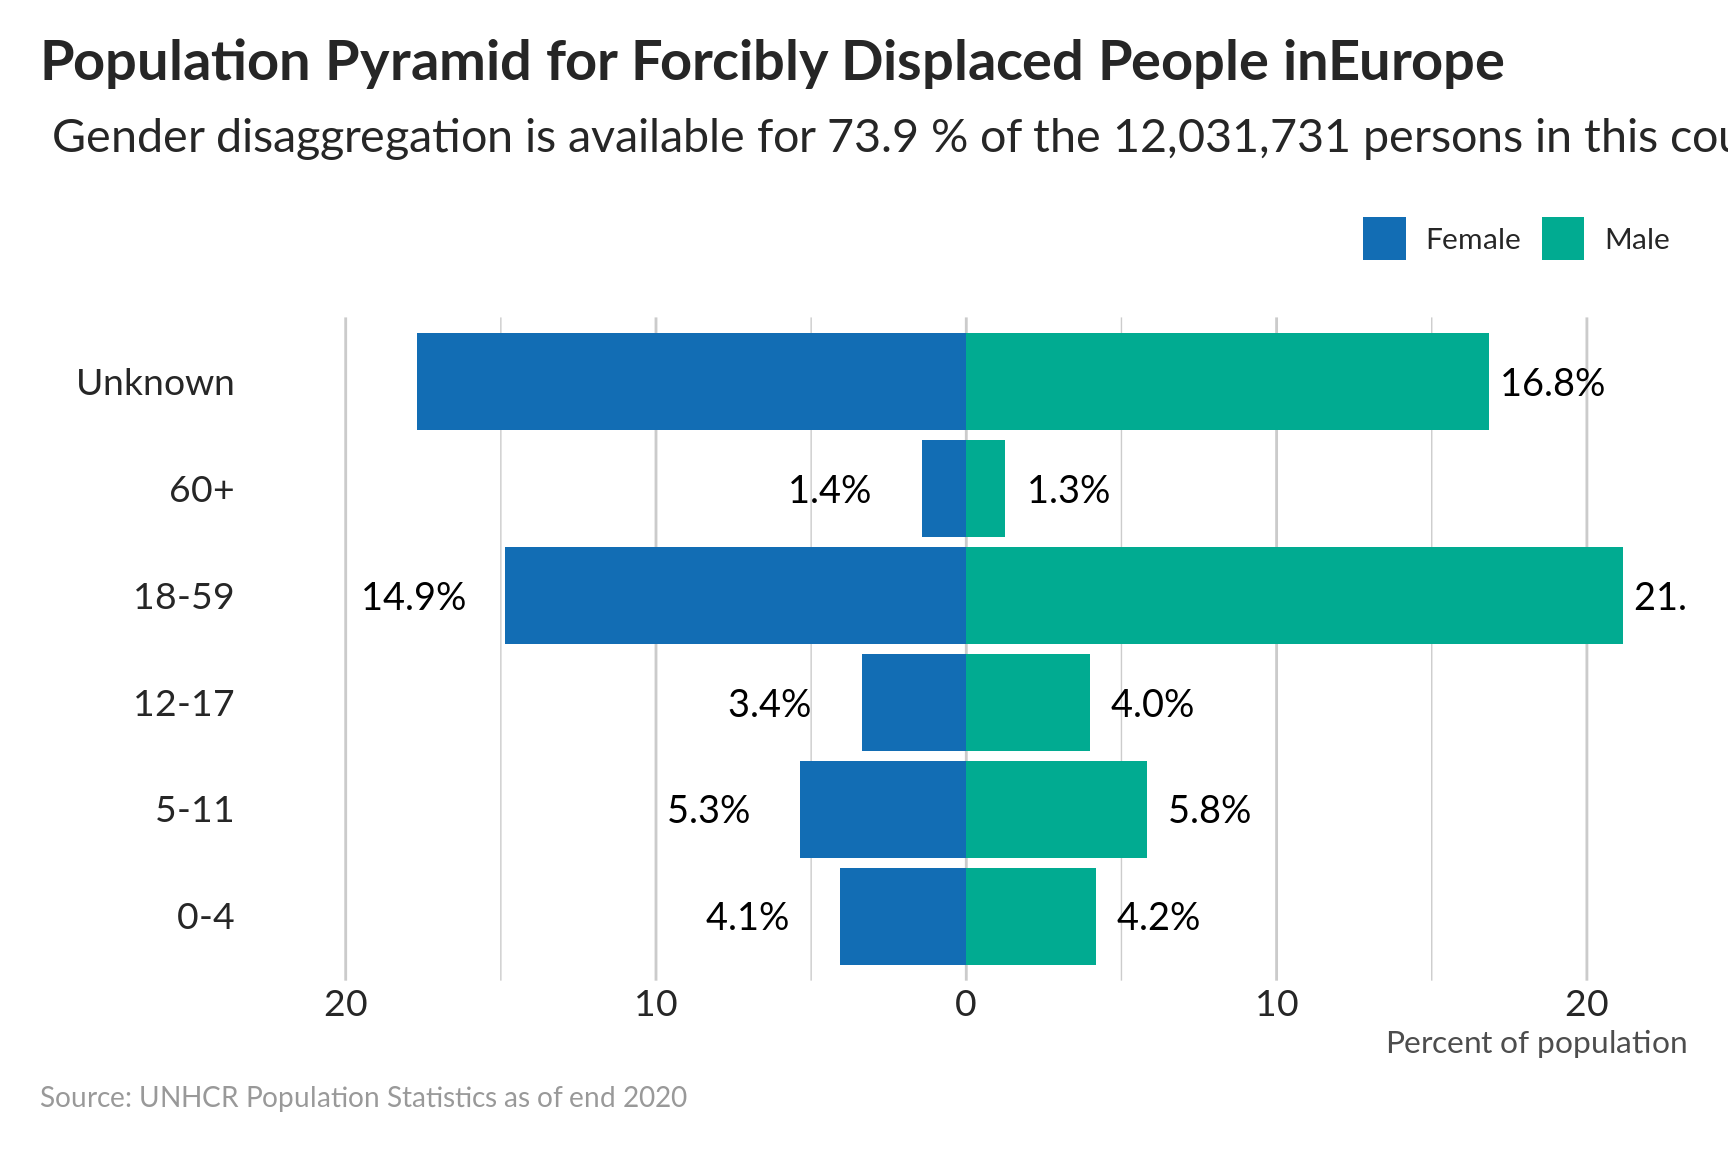 Population Pyramid for Forcibly Displaced People inEurope
Gender disaggregation is available for 73.9 % of the 12,031,731 persons in this
Female Male
Unknown 16.8%
60+ 1.4% 1.3%
18-59 14.9% 21.
12-17 3.4% 4.0%
5-11 5.3% 5.8%
0-4 4.1% 4.2%
20 10 0 10 20
Percent of population
Source: UNHCR Population Statistics as of end 2020